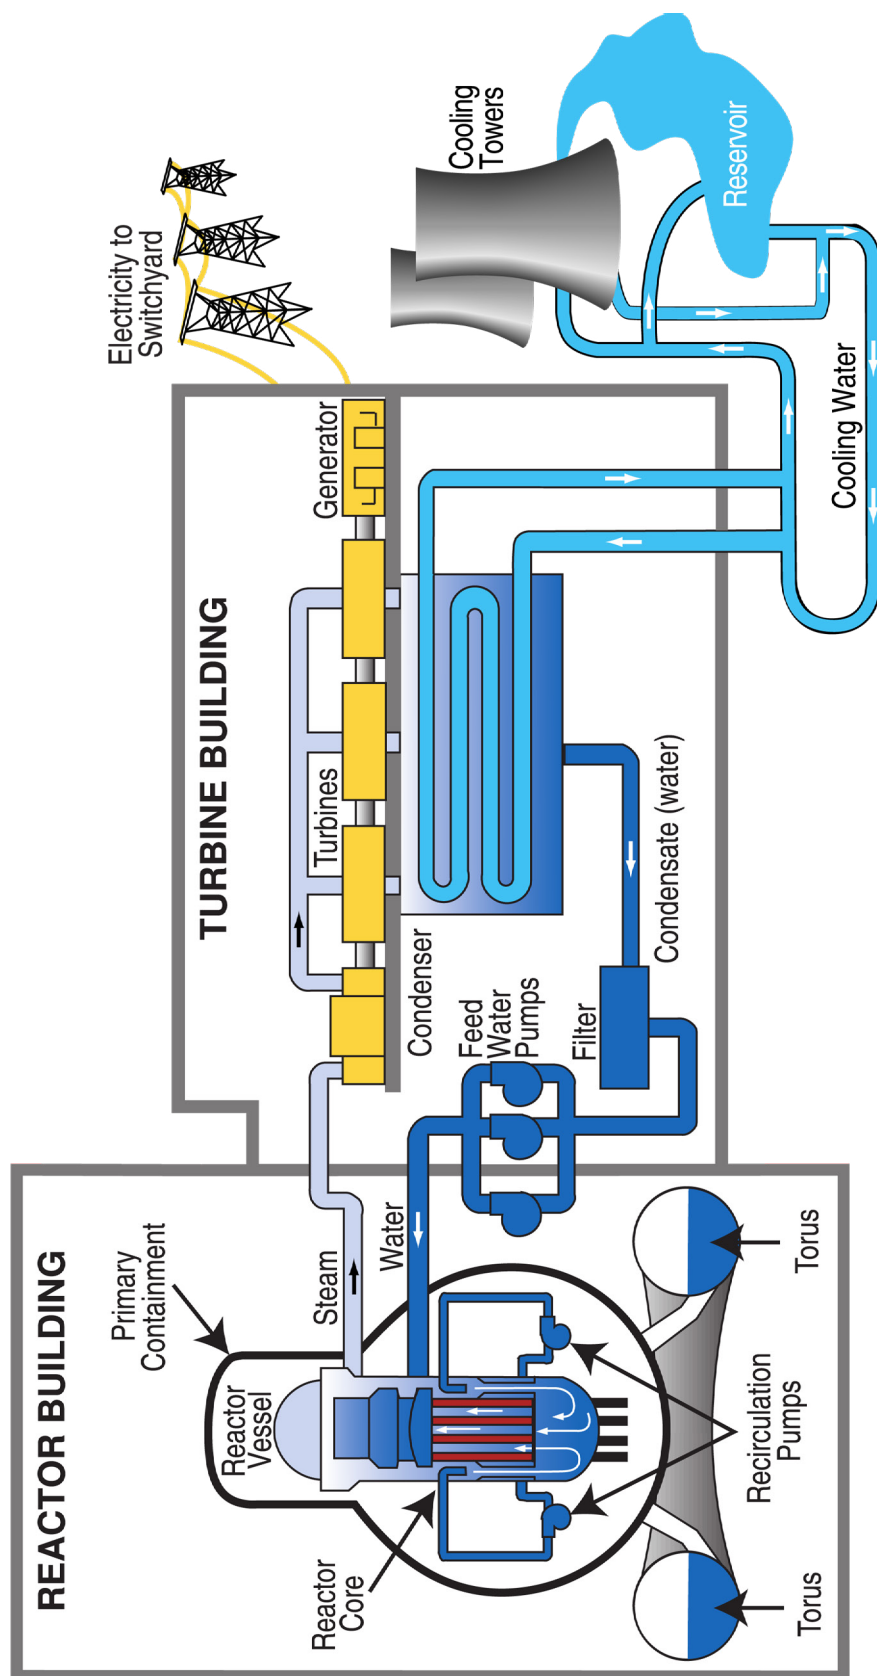 REACTOR BUILDING
TURBINE BUILDING
Electricity to
Switchyard
Primary
Containment
Reactor
Vessel
Steam
Turbines
Generator
Cooling
Towers
Reactor
Core
Water
Condenser
Feed
Water
Pumps
Filter
Condensate (water)
Reservoir
Cooling Water
Recirculation
Pumps
Torus
Torus